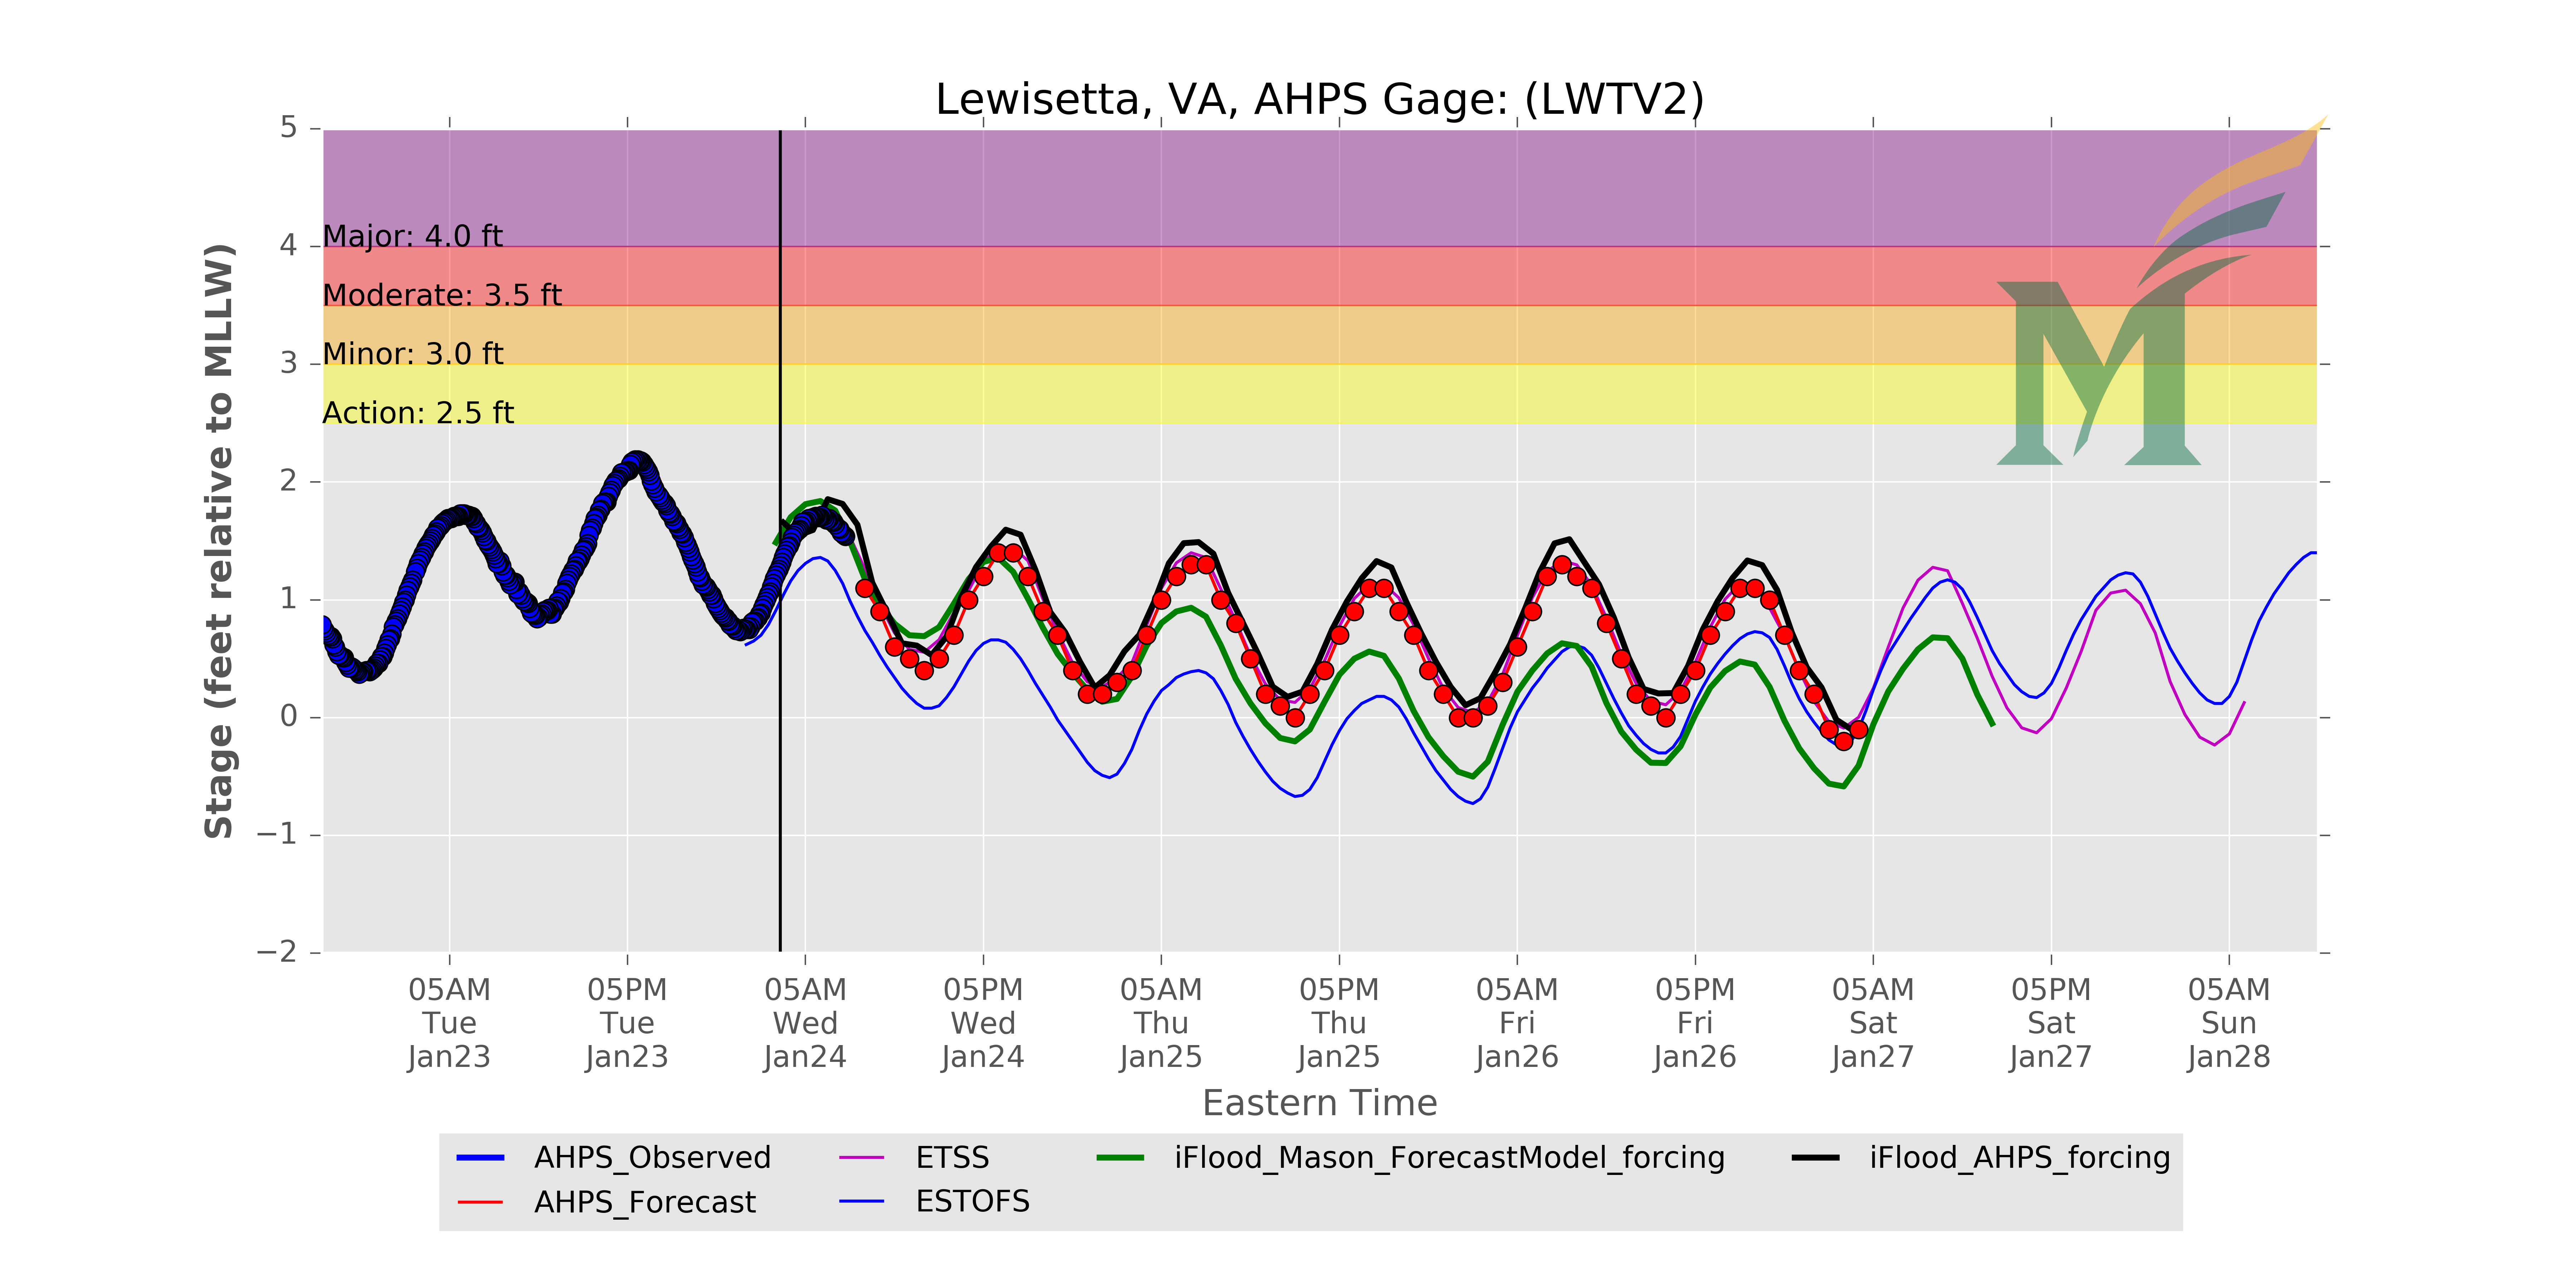 Lewisetta, VA, AHPS Gage: (LWTV2)
Stage (feet relative to MLLW)
5
4
3
2
1
0
−1
−2
Major: 4.0 ft
Moderate: 3.5 ft
Minor: 3.0 ft
Action: 2.5 ft
M
05AM 05PM 05AM 05PM 05AM 05PM 05AM 05PM 05AM 05PM 05AM
Tue Tue Wed Wed Thu Thu Fri Fri Sat Sat Sun
Jan23 Jan23 Jan24 Jan24 Jan25 Jan25 Jan26 Jan26 Jan27 Jan27 Jan28
Eastern Time
AHPS_Observed ETSS iFlood_Mason_ForecastModel_forcing iFlood_AHPS_forcing
AHPS_Forecast ESTOFS